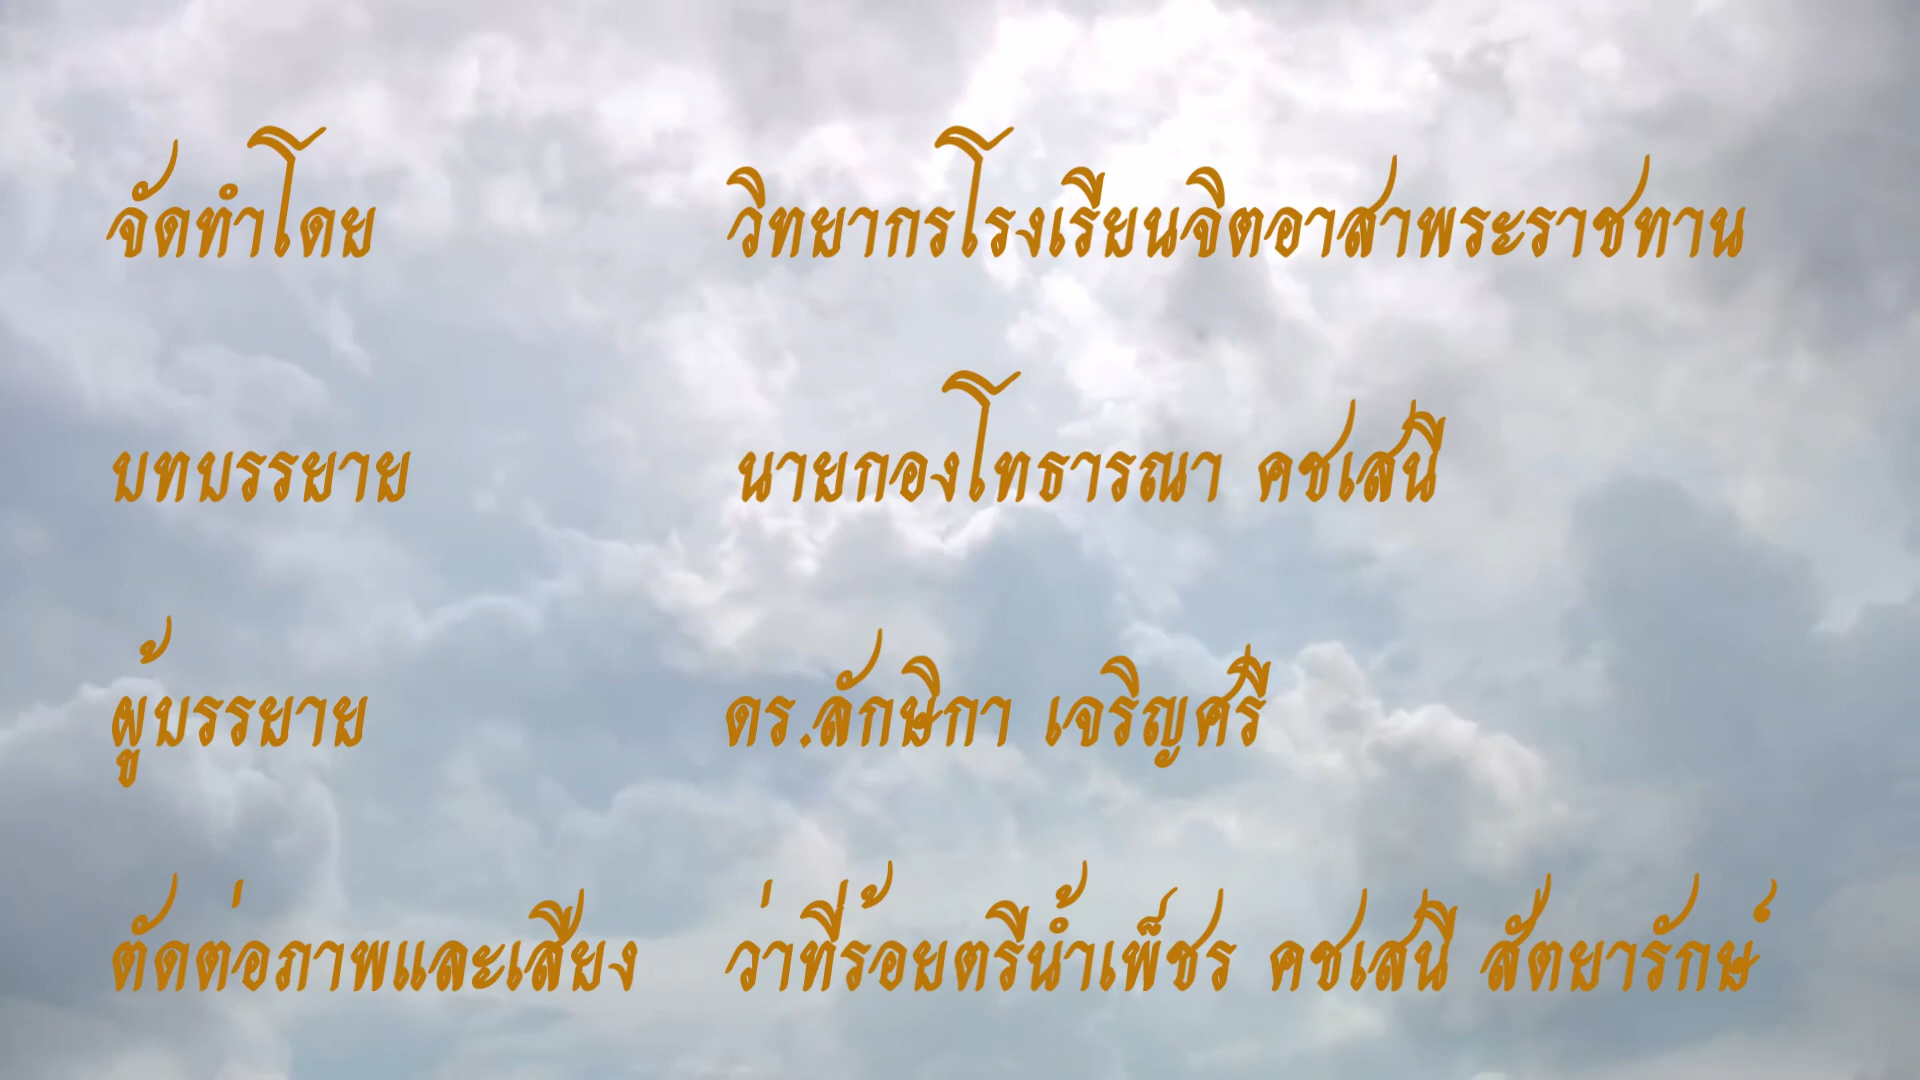 จัดทำโดย วิทยากรโรงเรียนจิตอาสาพระราชทาน
บทบรรยาย นายกองโทธารณา คชเสนี
ผู้บรรยาย ดร.ลักษิกา เจริญศรี
ตัดต่อภาพและเสียง ว่าที่ร้อยตรีน้ำเพ็ชร คชเสนี สัตยารักษ์